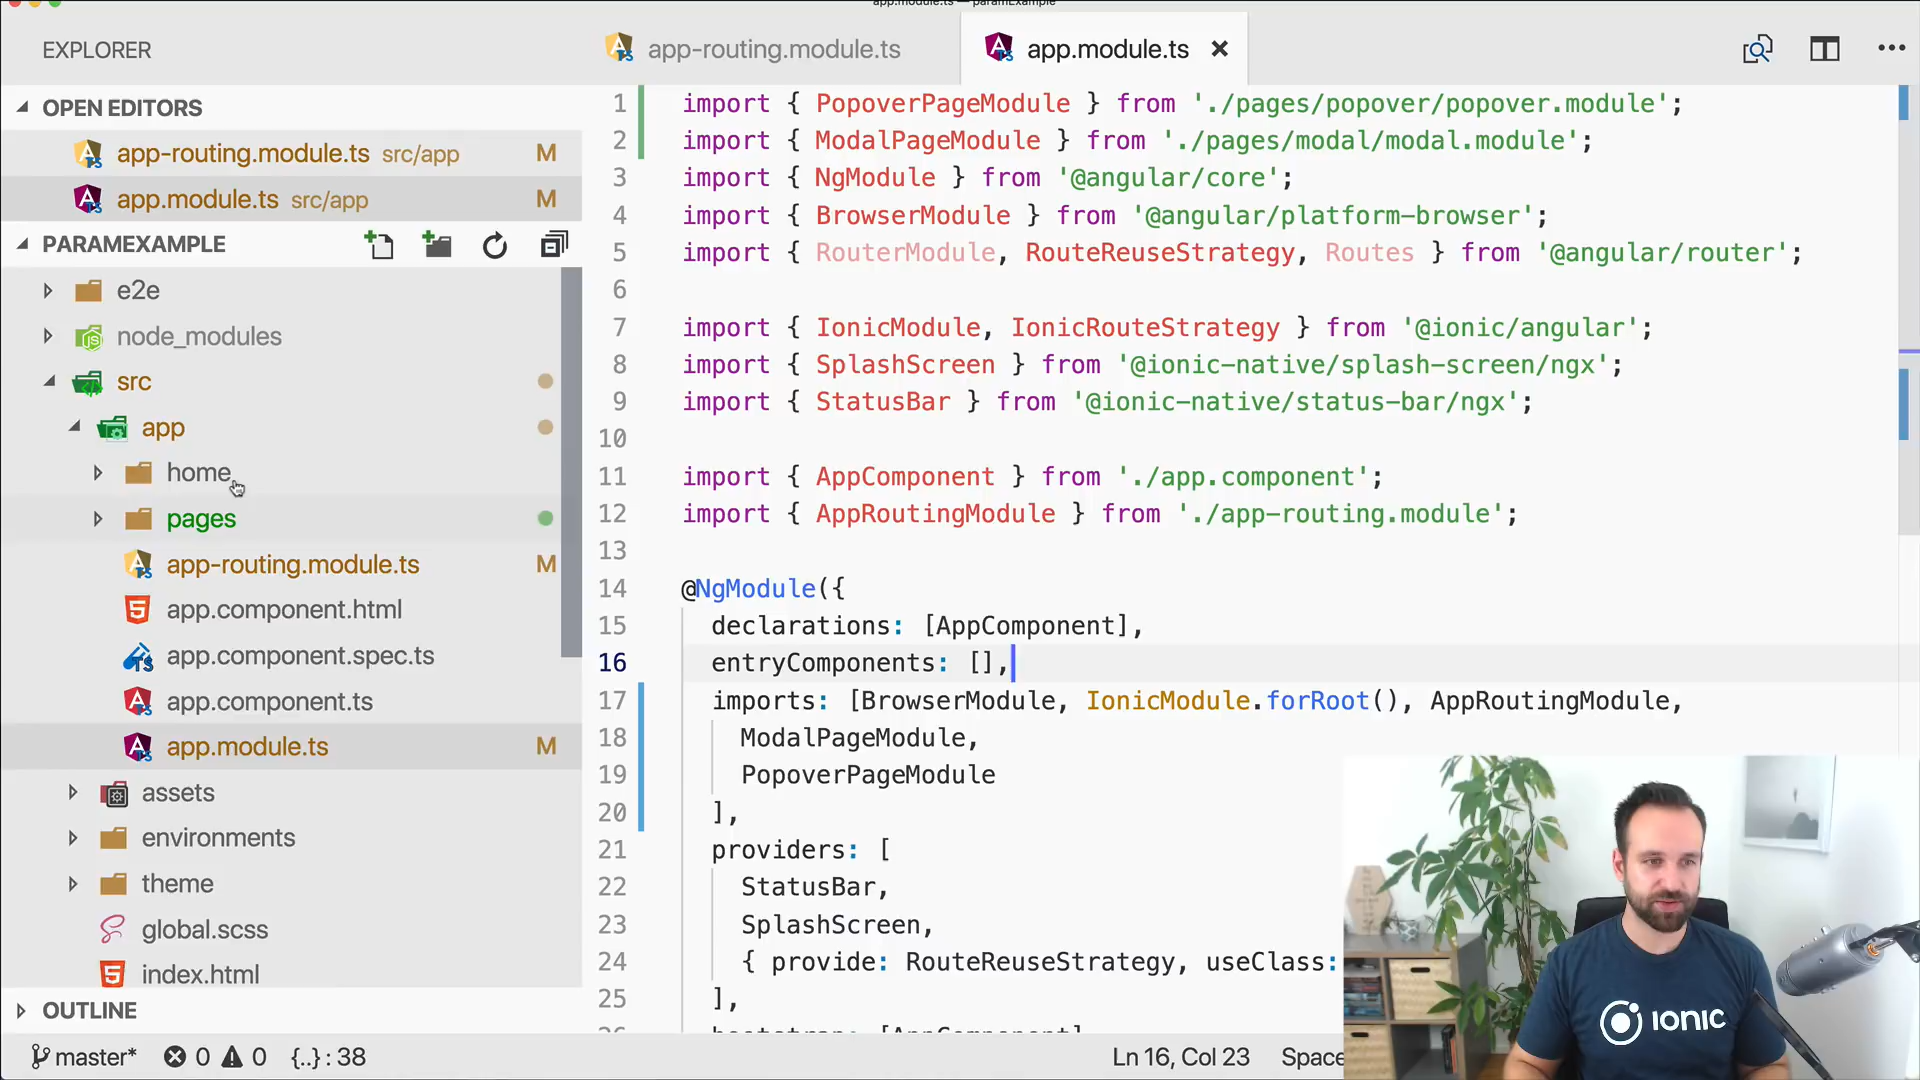 app.module.ts — paramExample
EXPLORER
app-routing.module.ts
app.module.ts
OPEN EDITORS
app-routing.module.ts src/app M
app.module.ts src/app M
PARAMEXAMPLE
e2e
node_modules
src
app
home
pages
app-routing.module.ts M
app.component.html
app.component.spec.ts
app.component.ts
app.module.ts M
assets
environments
theme
global.scss
index.html
OUTLINE
1 import { PopoverPageModule } from './pages/popover/popover.module';
2 import { ModalPageModule } from './pages/modal/modal.module';
3 import { NgModule } from '@angular/core';
4 import { BrowserModule } from '@angular/platform-browser';
5 import { RouterModule, RouteReuseStrategy, Routes } from '@angular/router';
6
7 import { IonicModule, IonicRouteStrategy } from '@ionic/angular';
8 import { SplashScreen } from '@ionic-native/splash-screen/ngx';
9 import { StatusBar } from '@ionic-native/status-bar/ngx';
10
11 import { AppComponent } from './app.component';
12 import { AppRoutingModule } from './app-routing.module';
13
14 @NgModule({
15 declarations: [AppComponent],
16 entryComponents: [],
17 imports: [BrowserModule, IonicModule.forRoot(), AppRoutingModule,
18 ModalPageModule,
19 PopoverPageModule
20 ],
21 providers: [
22 StatusBar,
23 SplashScreen,
24 { provide: RouteReuseStrategy, useClass:
25 ],
26 bootstrap: [AppComponent]
IONIC
master* 0 0 {..} : 38 Ln 16, Col 23 Space